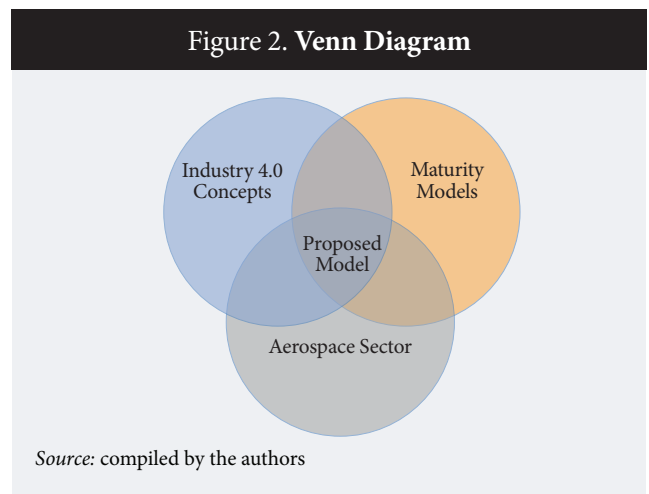 Figure 2. Venn Diagram
Industry 4.0
Concepts
Maturity
Models
Proposed
Model
Aerospace Sector
Source: compiled by the authors